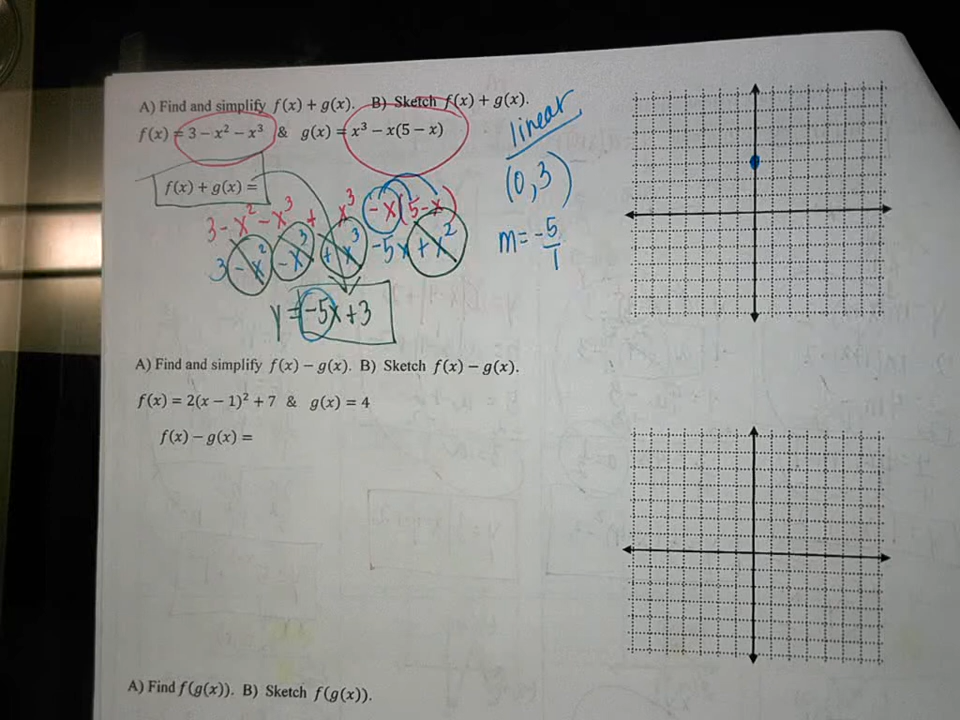 A) Find and simplify f(x) + g(x). B) Sketch f(x) + g(x).
f(x) = 3 − x² − x³ & g(x) = x³ − x(5 − x)
linear
(0, 3)
m = -5/1
f(x) + g(x) =
3 - x² - x³ + x³ - x(5 - x)
3 - x² - x³ + x³ - 5x + x²
y = -5x + 3
A) Find and simplify f(x) − g(x). B) Sketch f(x) − g(x).
f(x) = 2(x − 1)² + 7 & g(x) = 4
f(x) − g(x) =
A) Find f(g(x)). B) Sketch f(g(x)).